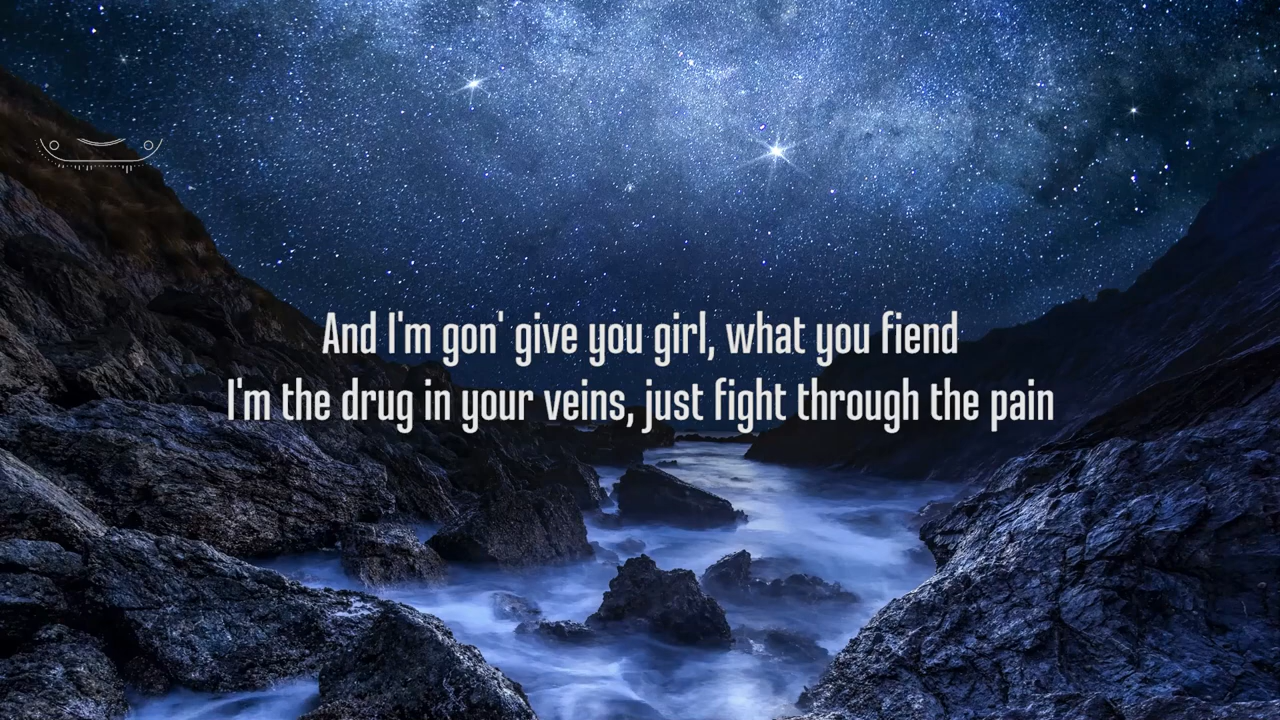 And I'm gon' give you girl, what you fiend
I'm the drug in your veins, just fight through the pain